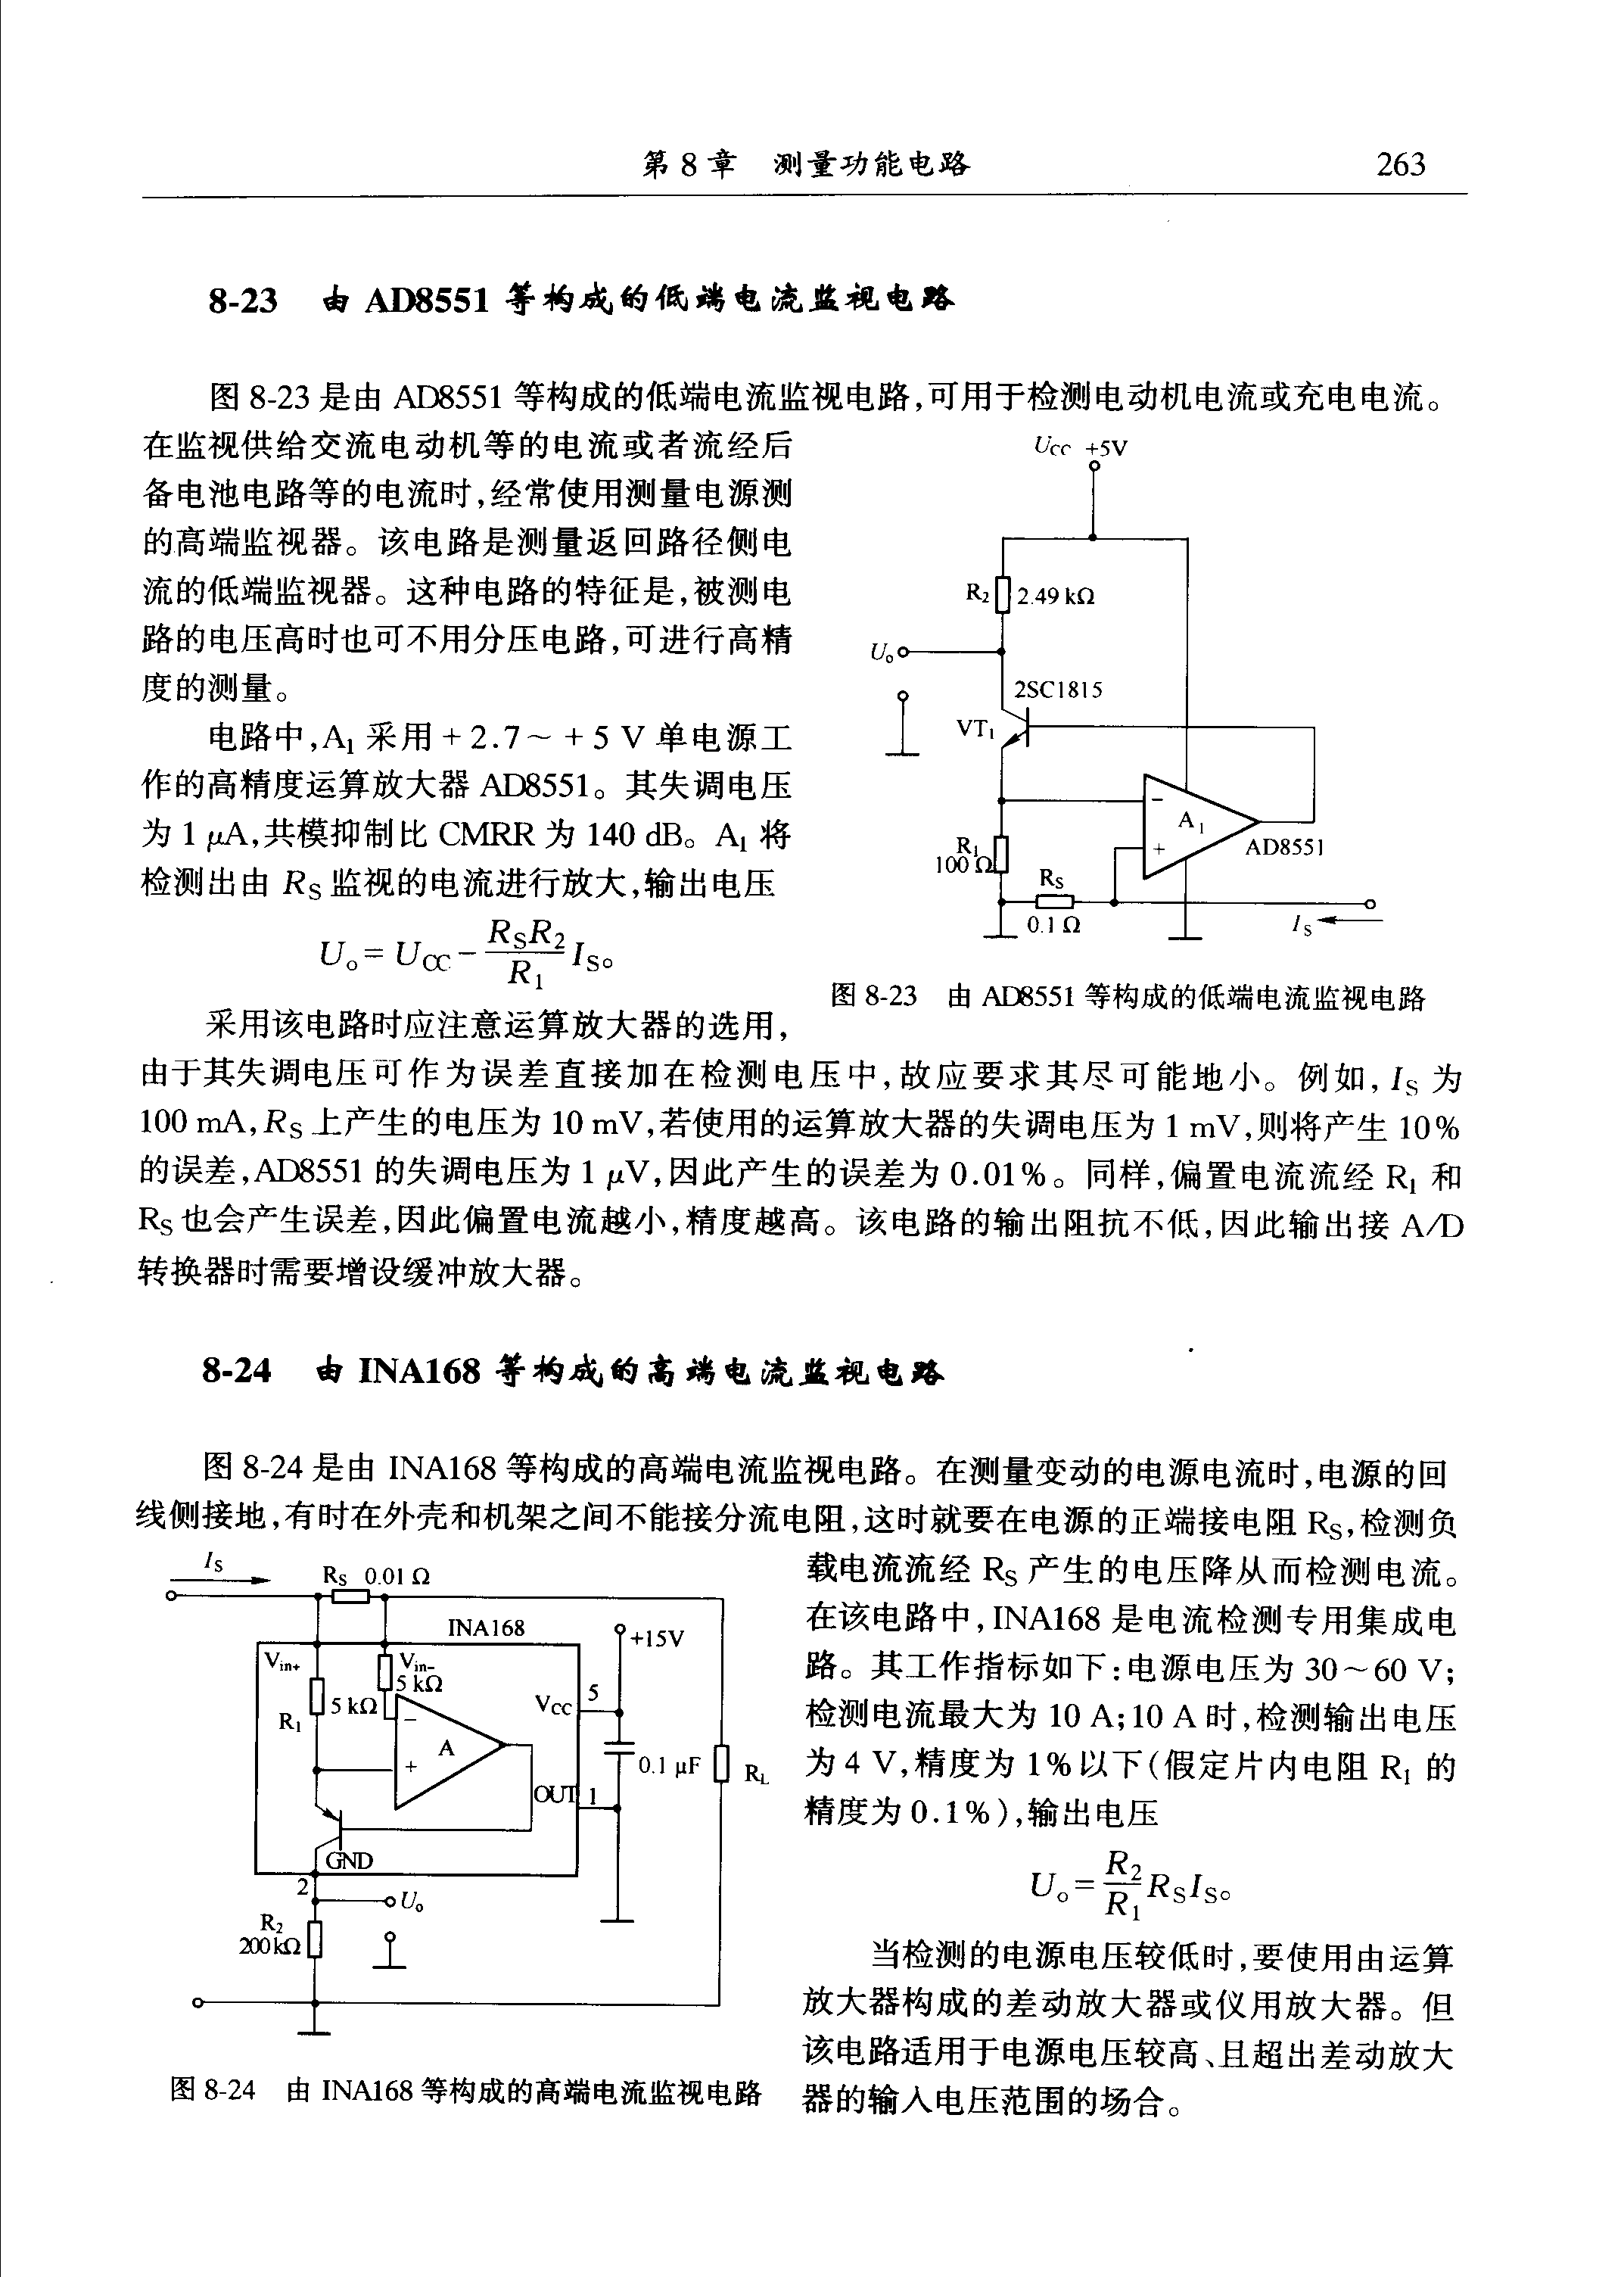 第8章 测量功能电路 263
8-23 由 AD8551 等构成的低端电流监视电路
图 8-23 是由 AD8551 等构成的低端电流监视电路,可用于检测电动机电流或充电电流。
在监视供给交流电动机等的电流或者流经后
备电池电路等的电流时,经常使用测量电源测
的高端监视器。该电路是测量返回路径侧电
流的低端监视器。这种电路的特征是,被测电
路的电压高时也可不用分压电路,可进行高精
度的测量。
电路中,A₁ 采用 +2.7~+5 V 单电源工
作的高精度运算放大器 AD8551。其失调电压
为 1 μA,共模抑制比 CMRR 为 140 dB。A₁ 将
检测出由 Rs 监视的电流进行放大,输出电压
Uo = Ucc - RsR₂/R₁ Is。
采用该电路时应注意运算放大器的选用,
Ucc +5V
R₂ 2.49 kΩ
Uo
2SC1815
VT₁
A₁
AD8551
R₁
100 Ω
Rs
0.1 Ω
Is
图 8-23 由 AD8551 等构成的低端电流监视电路
由于其失调电压可作为误差直接加在检测电压中,故应要求其尽可能地小。例如,Is 为
100 mA,Rs 上产生的电压为 10 mV,若使用的运算放大器的失调电压为 1 mV,则将产生 10%
的误差,AD8551 的失调电压为 1 μV,因此产生的误差为 0.01%。同样,偏置电流流经 R₁ 和
Rs 也会产生误差,因此偏置电流越小,精度越高。该电路的输出阻抗不低,因此输出接 A/D
转换器时需要增设缓冲放大器。
8-24 由 INA168 等构成的高端电流监视电路
图 8-24 是由 INA168 等构成的高端电流监视电路。在测量变动的电源电流时,电源的回
线侧接地,有时在外壳和机架之间不能接分流电阻,这时就要在电源的正端接电阻 Rs,检测负
载电流流经 Rs 产生的电压降从而检测电流。
在该电路中,INA168 是电流检测专用集成电
路。其工作指标如下:电源电压为 30~60 V;
检测电流最大为 10 A;10 A 时,检测输出电压
为 4 V,精度为 1%以下(假定片内电阻 R₁ 的
精度为 0.1%),输出电压
Uo = R₂/R₁ RsIs。
当检测的电源电压较低时,要使用由运算
放大器构成的差动放大器或仪用放大器。但
该电路适用于电源电压较高、且超出差动放大
器的输入电压范围的场合。
Is
Rs 0.01 Ω
INA168
+15V
Vin+
Vin-
5 kΩ
R₁
5 kΩ
Vcc 5
A
0.1 μF
RL
OUT 1
GND
2
Uo
R₂
200 kΩ
图 8-24 由 INA168 等构成的高端电流监视电路